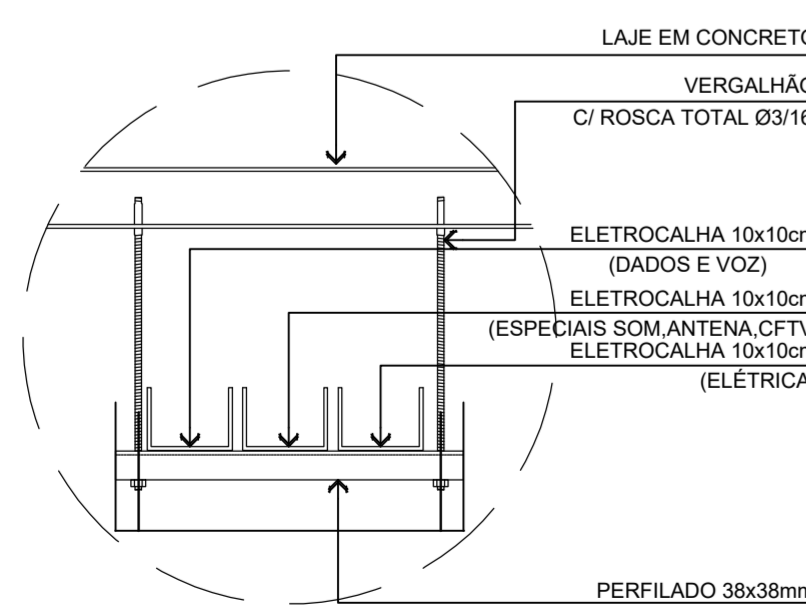 LAJE EM CONCRETO
VERGALHÃO
C/ ROSCA TOTAL Ø3/16
ELETROCALHA 10x10cm
(DADOS E VOZ)
ELETROCALHA 10x10cm
(ESPECIAIS SOM,ANTENA,CFTV
ELETROCALHA 10x10cm
(ELÉTRICA
PERFILADO 38x38mm